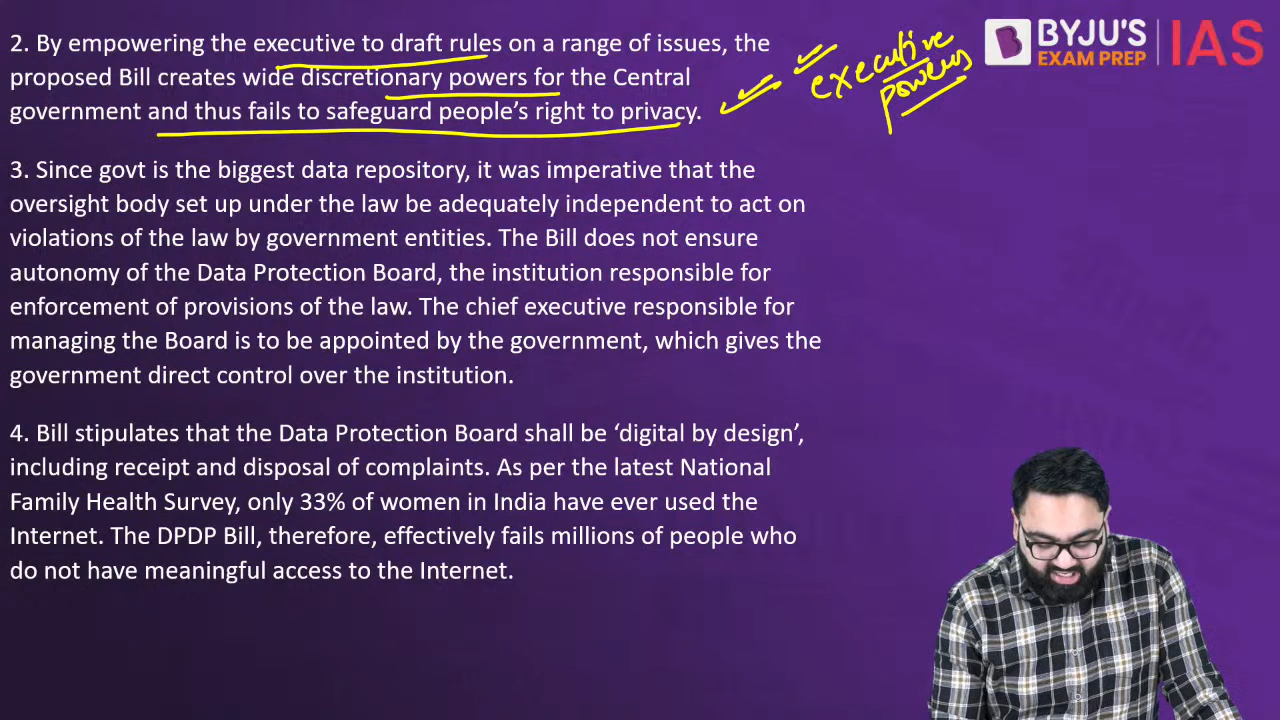 2. By empowering the executive to draft rules on a range of issues, the
proposed Bill creates wide discretionary powers for the Central
government and thus fails to safeguard people's right to privacy.
executive
powers
BYJU'S
EXAM PREP
IAS
3. Since govt is the biggest data repository, it was imperative that the
oversight body set up under the law be adequately independent to act on
violations of the law by government entities. The Bill does not ensure
autonomy of the Data Protection Board, the institution responsible for
enforcement of provisions of the law. The chief executive responsible for
managing the Board is to be appointed by the government, which gives the
government direct control over the institution.
4. Bill stipulates that the Data Protection Board shall be ‘digital by design’,
including receipt and disposal of complaints. As per the latest National
Family Health Survey, only 33% of women in India have ever used the
Internet. The DPDP Bill, therefore, effectively fails millions of people who
do not have meaningful access to the Internet.